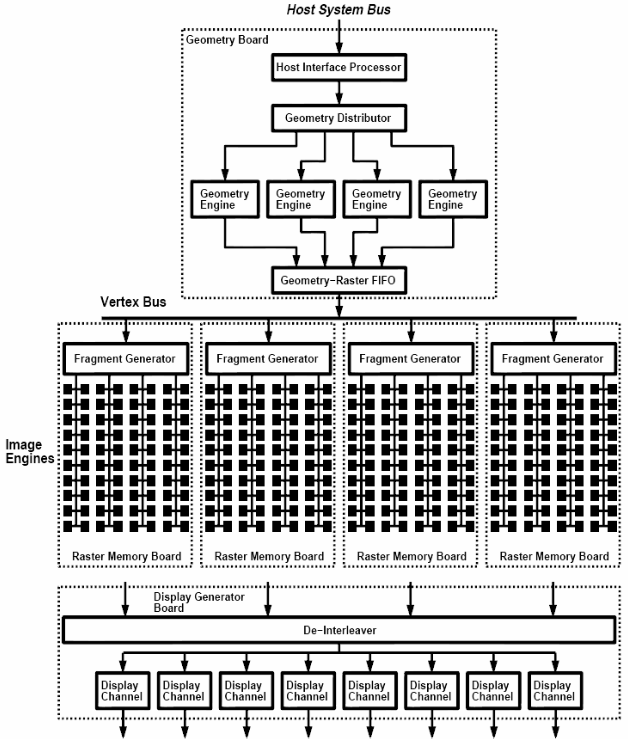 Host System Bus
Geometry Board
Host Interface Processor
Geometry Distributor
Geometry Engine
Geometry Engine
Geometry Engine
Geometry Engine
Geometry-Raster FIFO
Vertex Bus
Fragment Generator
Fragment Generator
Fragment Generator
Fragment Generator
Image
Engines
Raster Memory Board
Raster Memory Board
Raster Memory Board
Raster Memory Board
Display Generator
Board
De-Interleaver
Display Channel
Display Channel
Display Channel
Display Channel
Display Channel
Display Channel
Display Channel
Display Channel